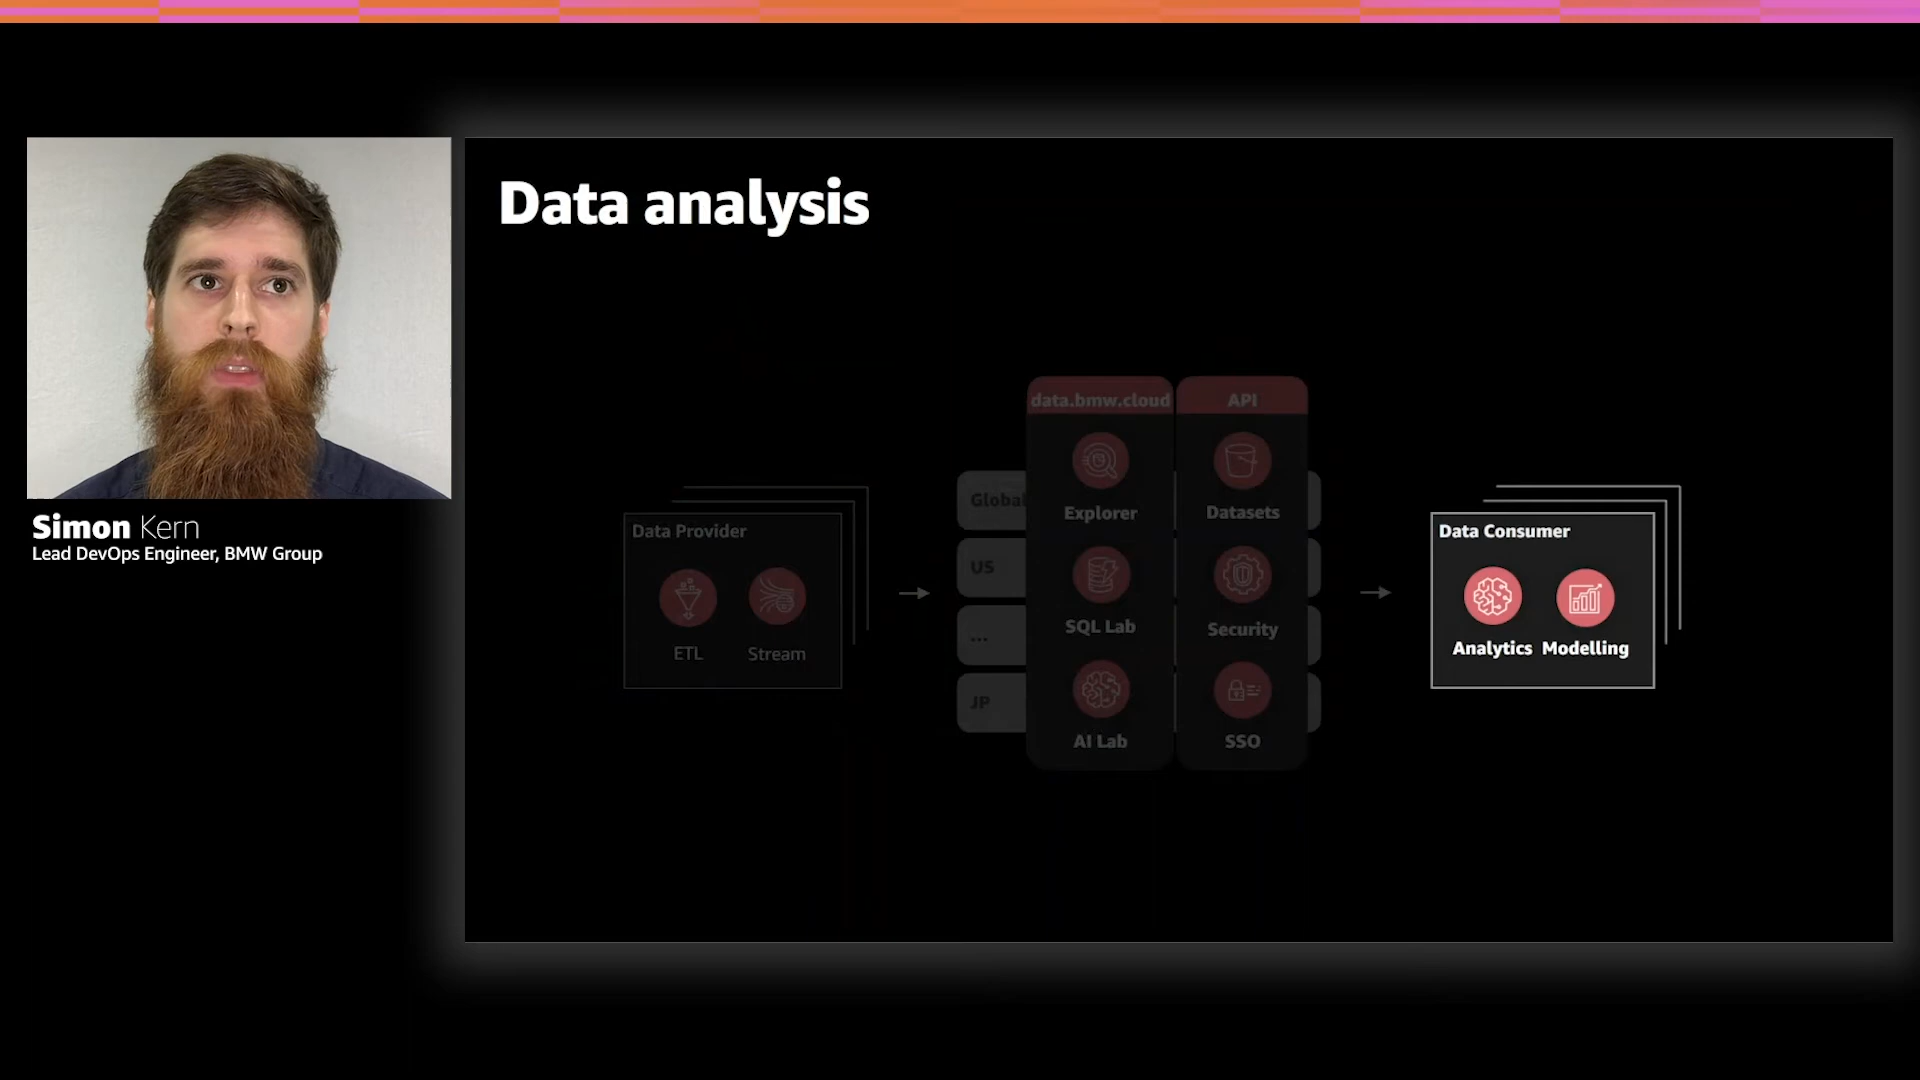 Data analysis
Simon Kern
Lead DevOps Engineer, BMW Group
Data Provider
ETL
Stream
Global
US
...
JP
data.bmw.cloud
Explorer
SQL Lab
AI Lab
API
Datasets
Security
SSO
Data Consumer
Analytics
Modelling